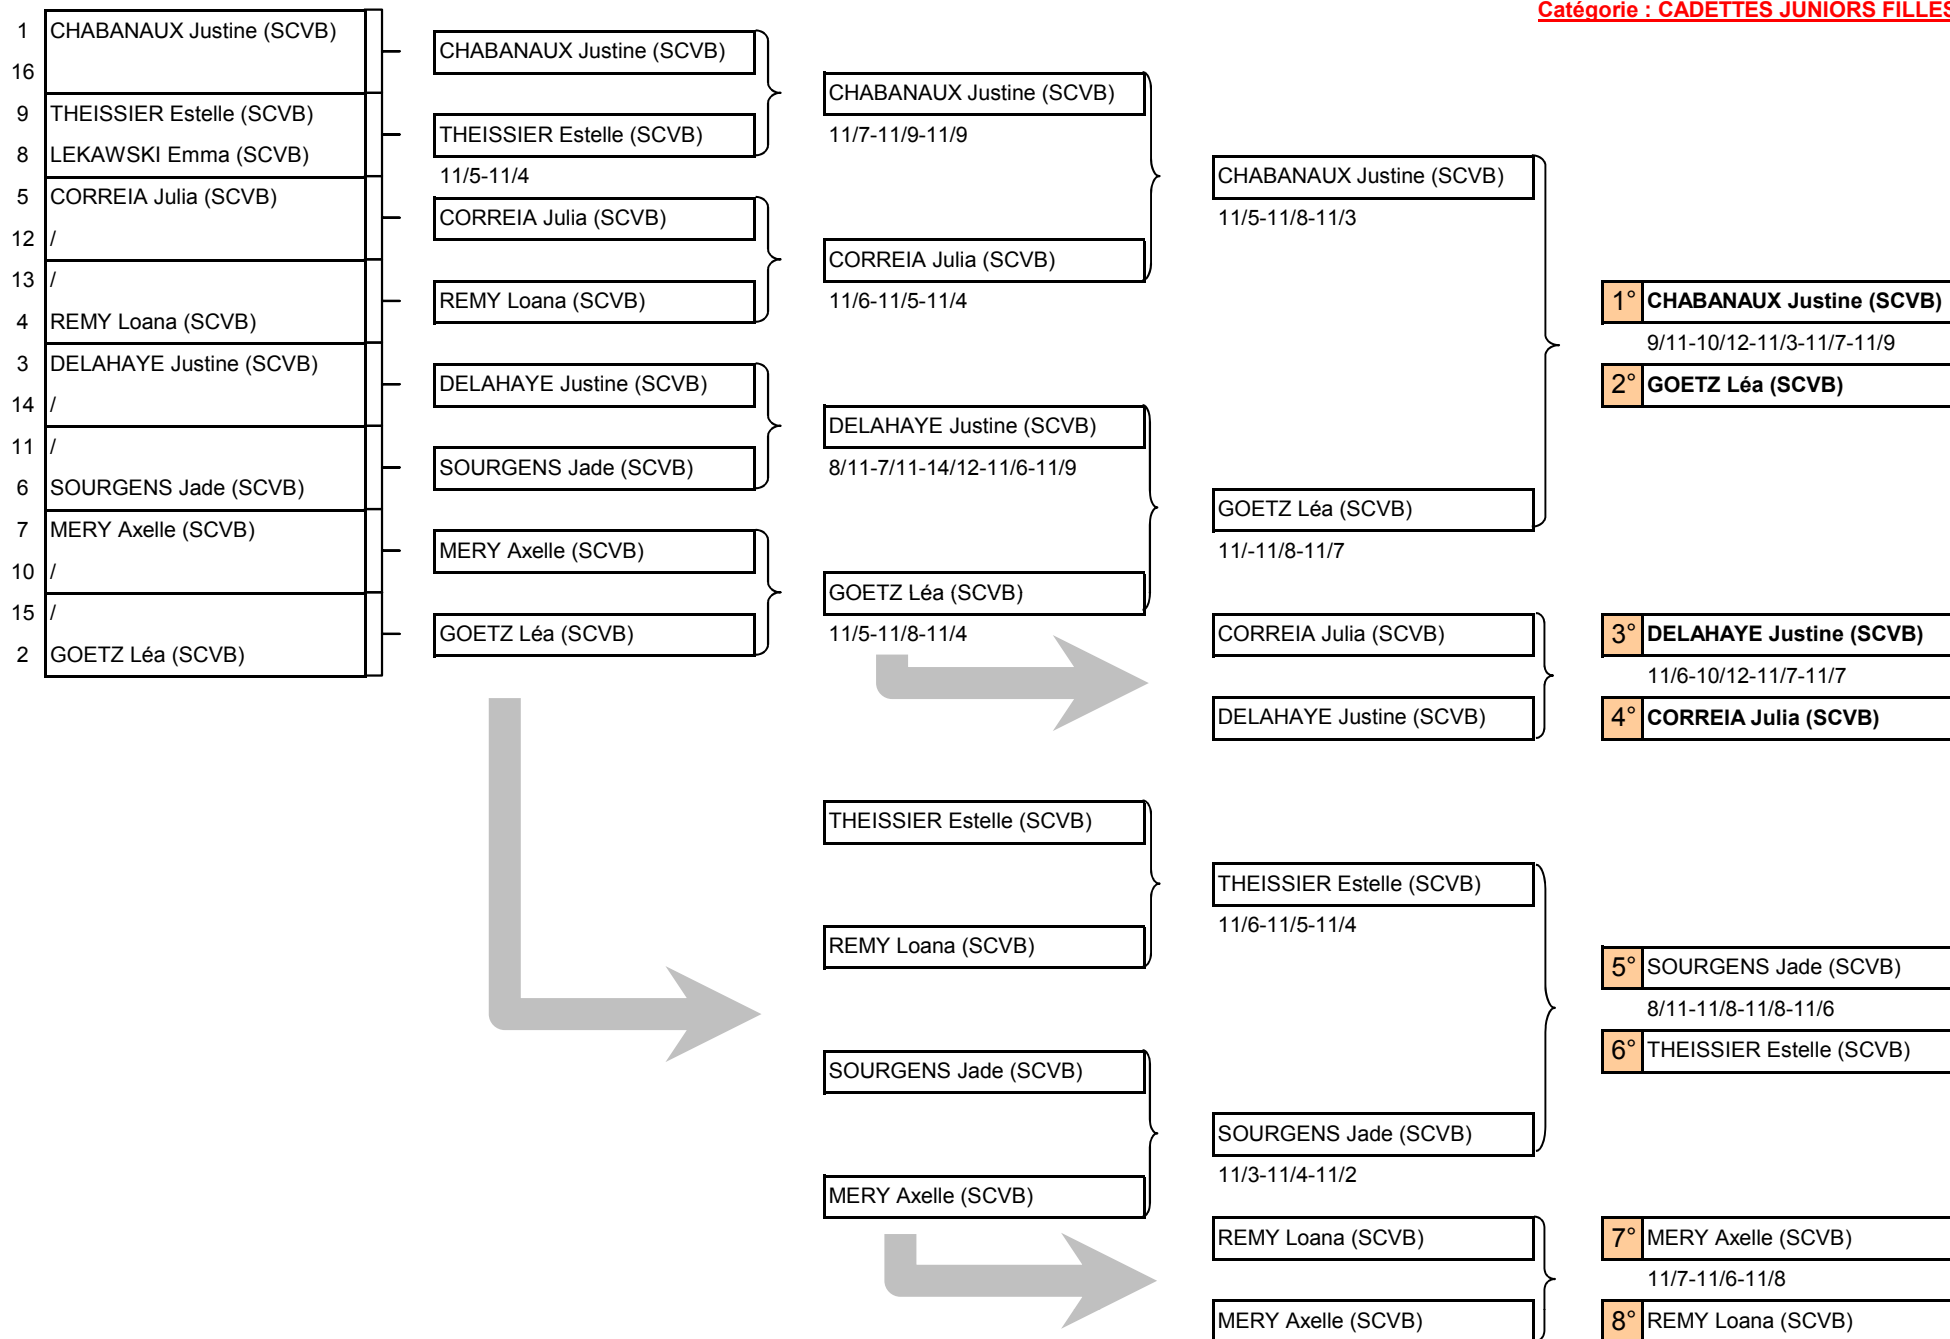 Catégorie : CADETTES JUNIORS FILLES
1 CHABANAUX Justine (SCVB)
16
9 THEISSIER Estelle (SCVB)
8 LEKAWSKI Emma (SCVB)
5 CORREIA Julia (SCVB)
12 /
13 /
4 REMY Loana (SCVB)
3 DELAHAYE Justine (SCVB)
14 /
11 /
6 SOURGENS Jade (SCVB)
7 MERY Axelle (SCVB)
10 /
15 /
2 GOETZ Léa (SCVB)
CHABANAUX Justine (SCVB)
THEISSIER Estelle (SCVB)
11/5-11/4
CORREIA Julia (SCVB)
REMY Loana (SCVB)
DELAHAYE Justine (SCVB)
SOURGENS Jade (SCVB)
MERY Axelle (SCVB)
GOETZ Léa (SCVB)
CHABANAUX Justine (SCVB)
11/7-11/9-11/9
CORREIA Julia (SCVB)
11/6-11/5-11/4
DELAHAYE Justine (SCVB)
8/11-7/11-14/12-11/6-11/9
GOETZ Léa (SCVB)
11/5-11/8-11/4
THEISSIER Estelle (SCVB)
REMY Loana (SCVB)
SOURGENS Jade (SCVB)
MERY Axelle (SCVB)
CHABANAUX Justine (SCVB)
11/5-11/8-11/3
GOETZ Léa (SCVB)
11/-11/8-11/7
CORREIA Julia (SCVB)
DELAHAYE Justine (SCVB)
THEISSIER Estelle (SCVB)
11/6-11/5-11/4
SOURGENS Jade (SCVB)
11/3-11/4-11/2
REMY Loana (SCVB)
MERY Axelle (SCVB)
1° CHABANAUX Justine (SCVB)
9/11-10/12-11/3-11/7-11/9
2° GOETZ Léa (SCVB)
3° DELAHAYE Justine (SCVB)
11/6-10/12-11/7-11/7
4° CORREIA Julia (SCVB)
5° SOURGENS Jade (SCVB)
8/11-11/8-11/8-11/6
6° THEISSIER Estelle (SCVB)
7° MERY Axelle (SCVB)
11/7-11/6-11/8
8° REMY Loana (SCVB)